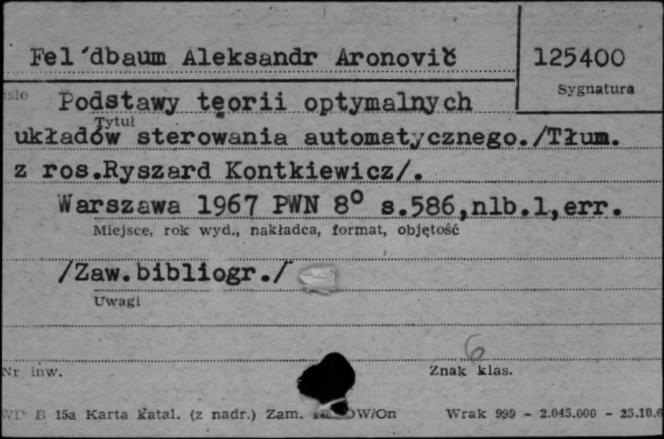 Fel´dbaum Aleksandr Aronovič
125400
Sygnatura
Podstawy teorii optymalnych
Tytuł
układów sterowania automatycznego./Tłum.
z ros.Ryszard Kontkiewicz/.
Warszawa 1967 PWN 8° s.586,nlb.1,err.
Miejsce, rok wyd., nakładca, format, objętość
/Zaw.bibliogr./
Uwagi
6
Nr inw.
Znak klas.
B 15a Karta katal. (z nadr.) Zam. OW/On Wrak 999 - 2.045.000 - 25.10.6